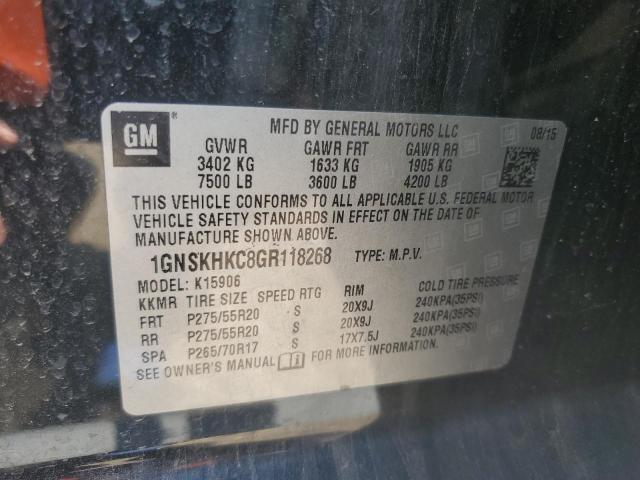 GM ®
MFD BY GENERAL MOTORS LLC 08/15
GVWR GAWR FRT GAWR RR
3402 KG 1633 KG 1905 KG
7500 LB 3600 LB 4200 LB
THIS VEHICLE CONFORMS TO ALL APPLICABLE U.S. FEDERAL MOTOR
VEHICLE SAFETY STANDARDS IN EFFECT ON THE DATE OF
MANUFACTURE SHOWN ABOVE.
1GNSKHKC8GR118268 TYPE: M.P.V.
MODEL: K15906
KKMR TIRE SIZE SPEED RTG RIM COLD TIRE PRESSURE
FRT P275/55R20 S 20X9J 240KPA(35PSI)
RR P275/55R20 S 20X9J 240KPA(35PSI)
SPA P265/70R17 S 17X7.5J 240KPA(35PSI)
SEE OWNER'S MANUAL FOR MORE INFORMATION.